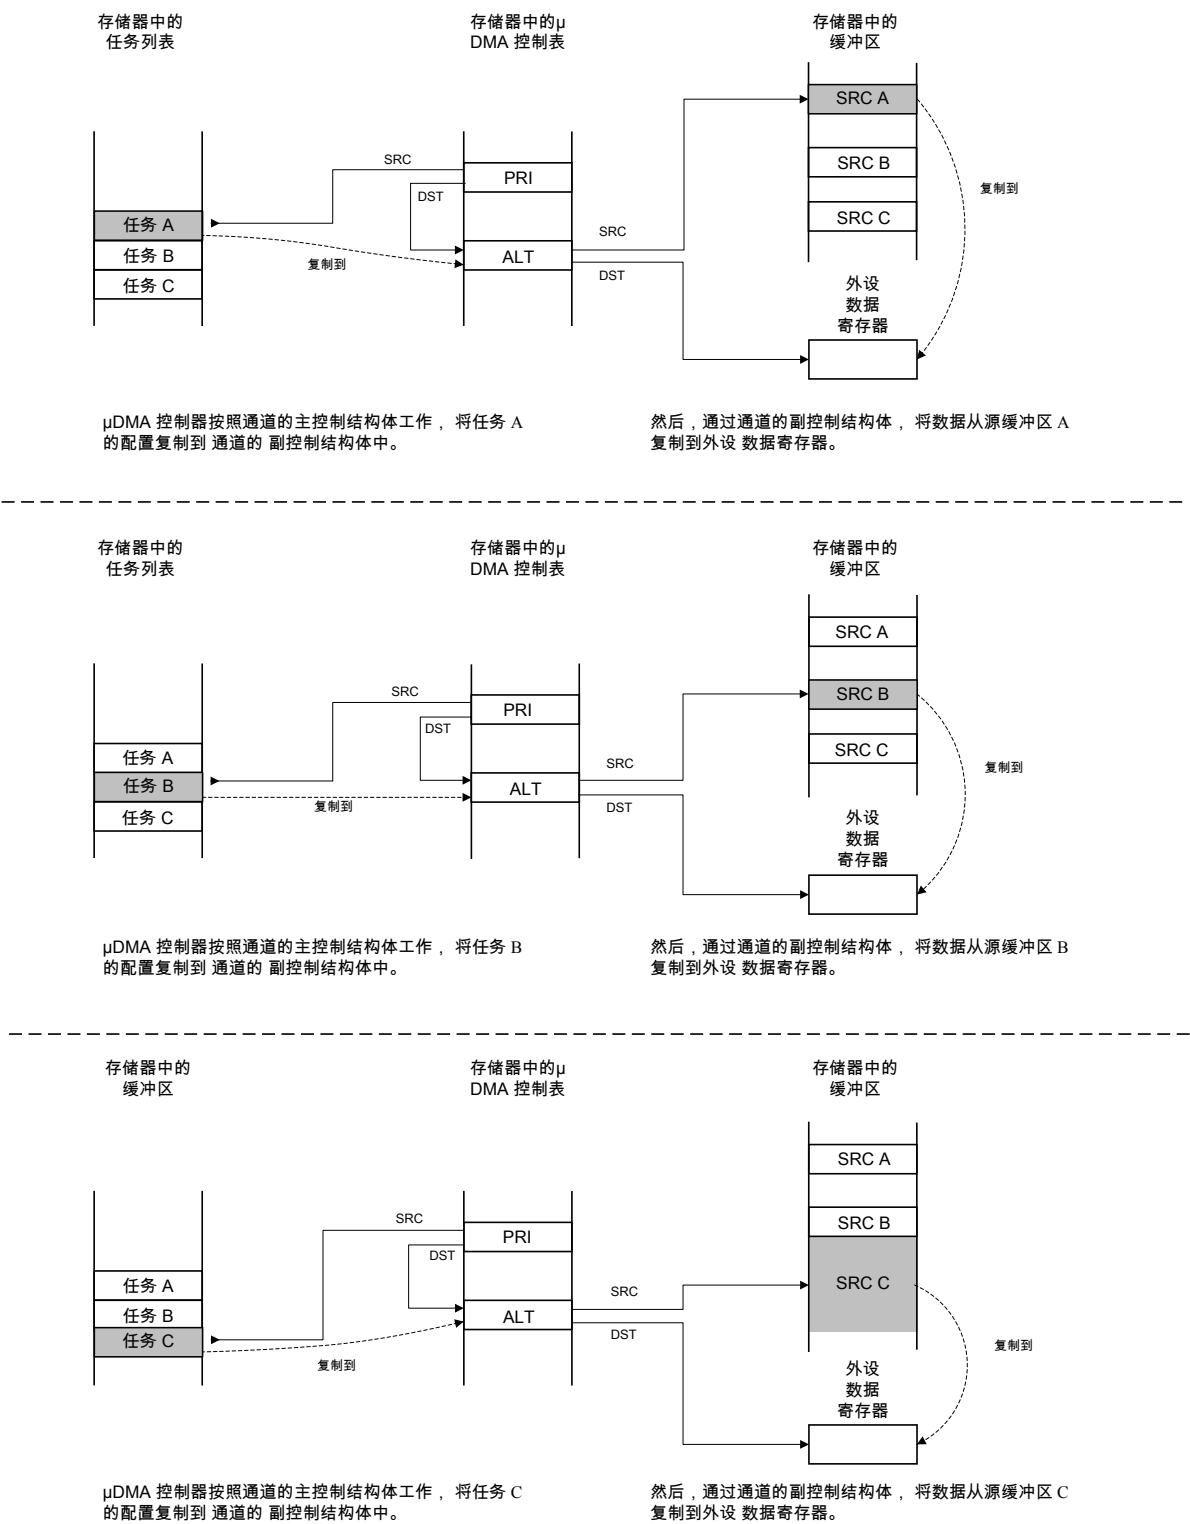 存储器中的
任务列表
存储器中的μ
DMA 控制表
存储器中的
缓冲区
SRC A
SRC B
SRC C
复制到
SRC
PRI
DST
任务 A
任务 B
任务 C
复制到
ALT
SRC
DST
外设
数据
寄存器
μDMA 控制器按照通道的主控制结构体工作， 将任务 A
的配置复制到 通道的 副控制结构体中。
然后，通过通道的副控制结构体， 将数据从源缓冲区 A
复制到外设 数据寄存器。
存储器中的
任务列表
存储器中的μ
DMA 控制表
存储器中的
缓冲区
SRC A
SRC B
SRC C
复制到
SRC
PRI
DST
任务 A
任务 B
任务 C
复制到
ALT
SRC
DST
外设
数据
寄存器
μDMA 控制器按照通道的主控制结构体工作， 将任务 B
的配置复制到 通道的 副控制结构体中。
然后，通过通道的副控制结构体， 将数据从源缓冲区 B
复制到外设 数据寄存器。
存储器中的
缓冲区
存储器中的μ
DMA 控制表
存储器中的
缓冲区
SRC A
SRC B
SRC C
复制到
SRC
PRI
DST
任务 A
任务 B
任务 C
复制到
ALT
SRC
DST
外设
数据
寄存器
μDMA 控制器按照通道的主控制结构体工作， 将任务 C
的配置复制到 通道的 副控制结构体中。
然后，通过通道的副控制结构体， 将数据从源缓冲区 C
复制到外设 数据寄存器。